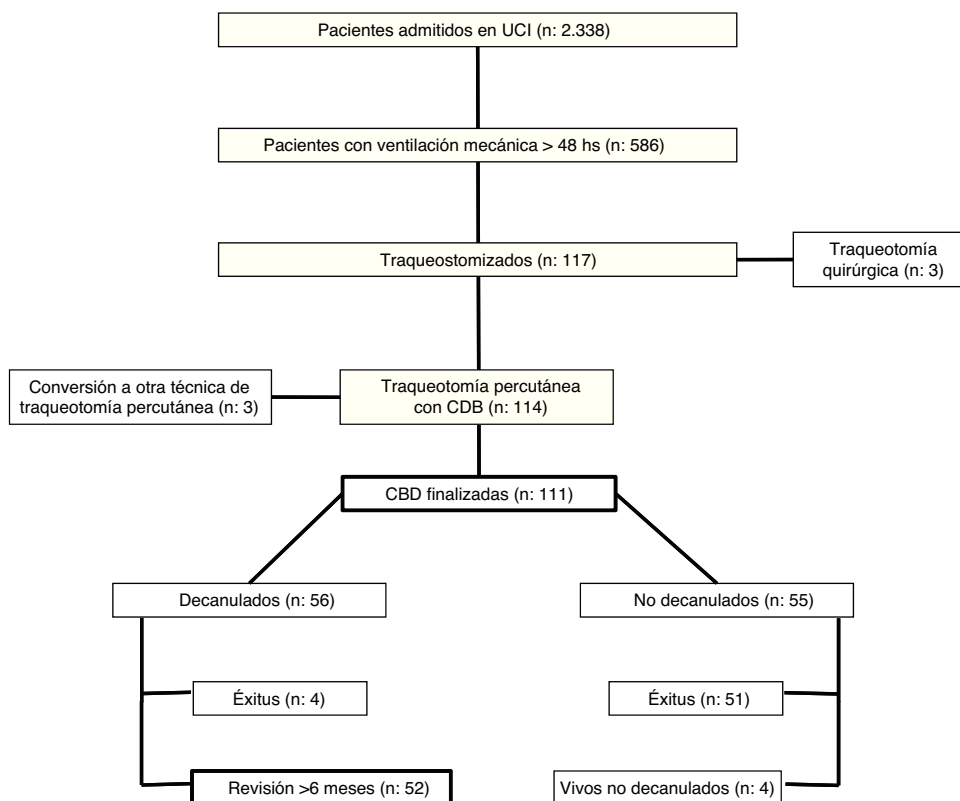 Pacientes admitidos en UCI (n: 2.338)
Pacientes con ventilación mecánica > 48 hs (n: 586)
Traqueostomizados (n: 117)
Traqueotomía
quirúrgica (n: 3)
Conversión a otra técnica de
traqueotomía percutánea (n: 3)
Traqueotomía percutánea
con CDB (n: 114)
CBD finalizadas (n: 111)
Decanulados (n: 56)
No decanulados (n: 55)
Éxitus (n: 4)
Éxitus (n: 51)
Revisión >6 meses (n: 52)
Vivos no decanulados (n: 4)